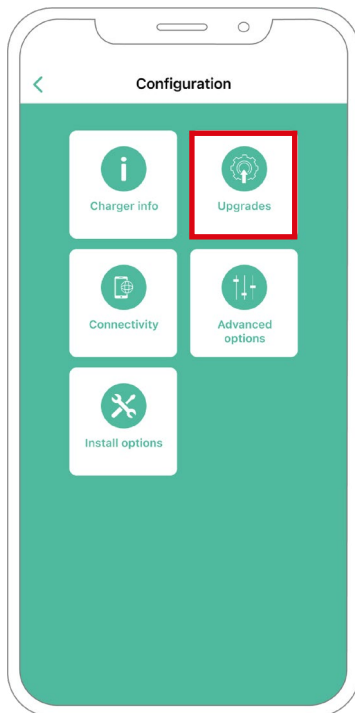 Configuration
Charger info
Upgrades
Connectivity
Advanced
options
Install options